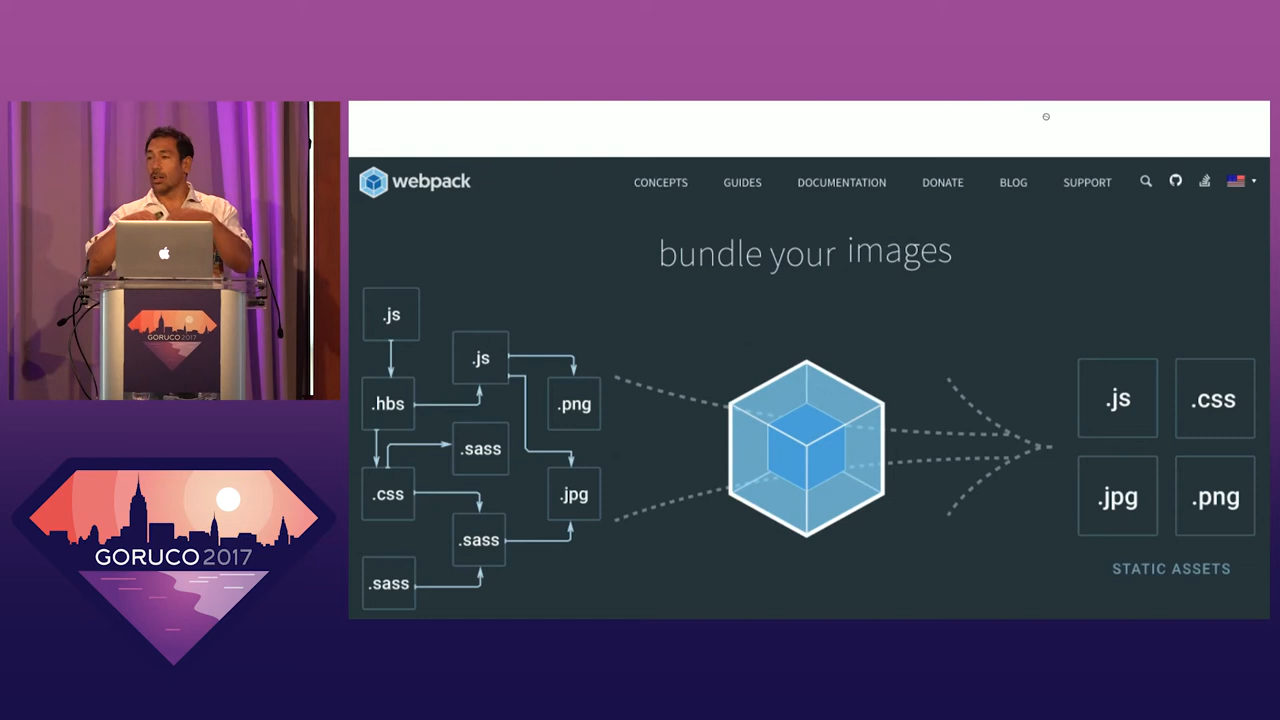 webpack
CONCEPTS GUIDES DOCUMENTATION DONATE BLOG SUPPORT
bundle your images
.js
.js
.hbs
.png
.sass
.css
.jpg
.sass
.sass
.js .css
.jpg .png
STATIC ASSETS
GORUCO 2017
GORUCO 2017